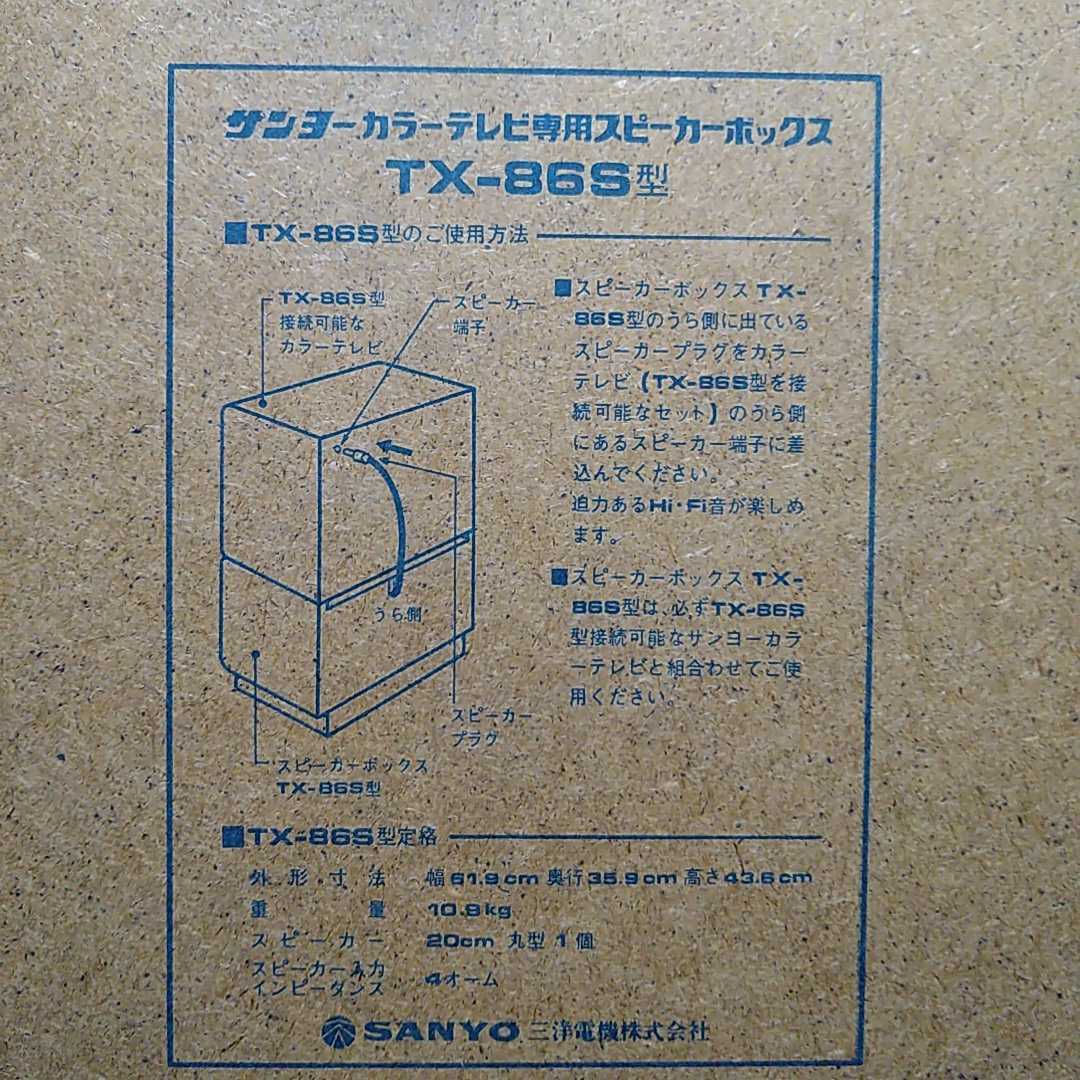 サンヨーカラーテレビ専用スピーカーボックス
TX-86S型
■TX-86S型のご使用方法
TX-86S型
接続可能な
カラーテレビ
スピーカー
端子
うら側
スピーカー
プラグ
スピーカーボックス
TX-86S型
■スピーカーボックス TX-
86S型のうら側に出ている
スピーカープラグをカラー
テレビ (TX-86S型を接
続可能なセット) のうら側
にあるスピーカー端子に差
込んでください。
迫力あるHi・Fi音が楽しめ
ます。
■スピーカーボックス TX-
86S型は、必ずTX-86S
型接続可能なサンヨーカラ
ーテレビと組合わせてご使
用ください。
■TX-86S型定格
外形寸法 幅61.9cm 奥行35.9cm 高さ43.6cm
重量 10.9kg
スピーカー 20cm 丸型 1個
スピーカー入力
インピーダンス 4オーム
SANYO 三洋電機株式会社